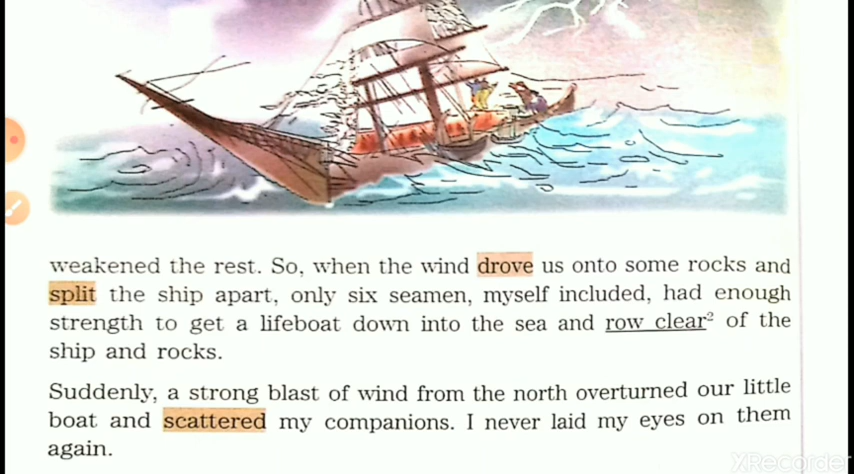 weakened the rest. So, when the wind drove us onto some rocks and
split the ship apart, only six seamen, myself included, had enough
strength to get a lifeboat down into the sea and row clear² of the
ship and rocks.
Suddenly, a strong blast of wind from the north overturned our little
boat and scattered my companions. I never laid my eyes on them
again.
XRecorder